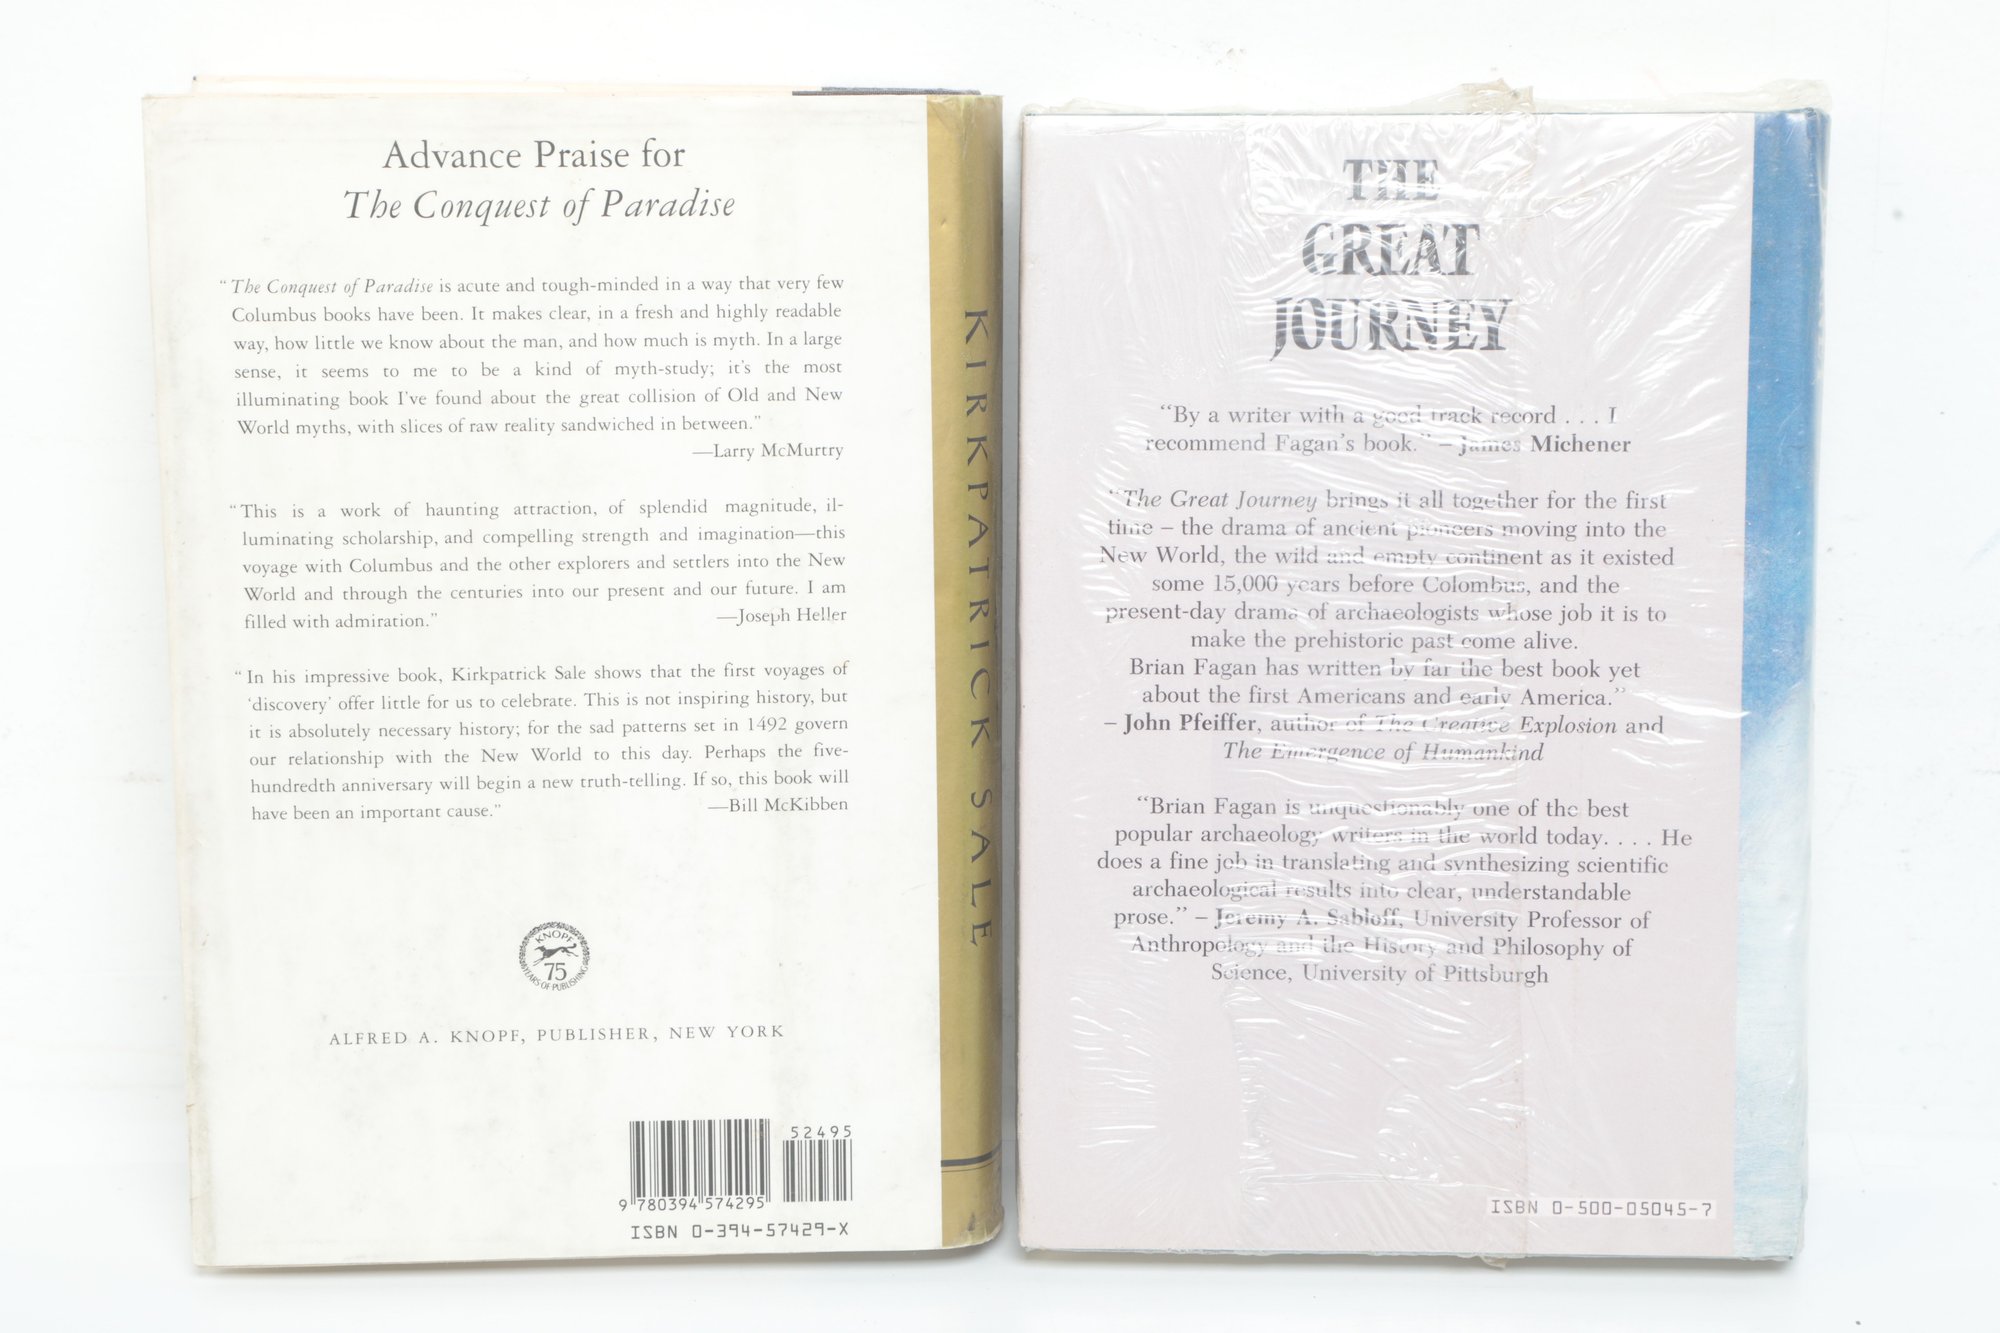 Advance Praise for
The Conquest of Paradise
“The Conquest of Paradise is acute and tough-minded in a way that very few
Columbus books have been. It makes clear, in a fresh and highly readable
way, how little we know about the man, and how much is myth. In a large
sense, it seems to me to be a kind of myth-study; it's the most
illuminating book I've found about the great collision of Old and New
World myths, with slices of raw reality sandwiched in between.”
—Larry McMurtry
“This is a work of haunting attraction, of splendid magnitude, il-
luminating scholarship, and compelling strength and imagination—this
voyage with Columbus and the other explorers and settlers into the New
World and through the centuries into our present and our future. I am
filled with admiration.” —Joseph Heller
“In his impressive book, Kirkpatrick Sale shows that the first voyages of
‘discovery’ offer little for us to celebrate. This is not inspiring history, but
it is absolutely necessary history; for the sad patterns set in 1492 govern
our relationship with the New World to this day. Perhaps the five-
hundredth anniversary will begin a new truth-telling. If so, this book will
have been an important cause.” —Bill McKibben
KNOPF
75
YEARS OF PUBLISHING
ALFRED A. KNOPF, PUBLISHER, NEW YORK
52495
9 780394 574295
ISBN 0-394-57429-X
KIRKPATRICK SALE
THE
GREAT
JOURNEY
“By a writer with a good track record . . . I
recommend Fagan's book.” – James Michener
“The Great Journey brings it all together for the first
time – the drama of ancient pioneers moving into the
New World, the wild and empty continent as it existed
some 15,000 years before Colombus, and the
present-day drama of archaeologists whose job it is to
make the prehistoric past come alive.
Brian Fagan has written by far the best book yet
about the first Americans and early America.”
– John Pfeiffer, author of The Creative Explosion and
The Emergence of Humankind
“Brian Fagan is unquestionably one of the best
popular archaeology writers in the world today. . . . He
does a fine job in translating and synthesizing scientific
archaeological results into clear, understandable
prose.” – Jeremy A. Sabloff, University Professor of
Anthropology and the History and Philosophy of
Science, University of Pittsburgh
ISBN 0-500-05045-7